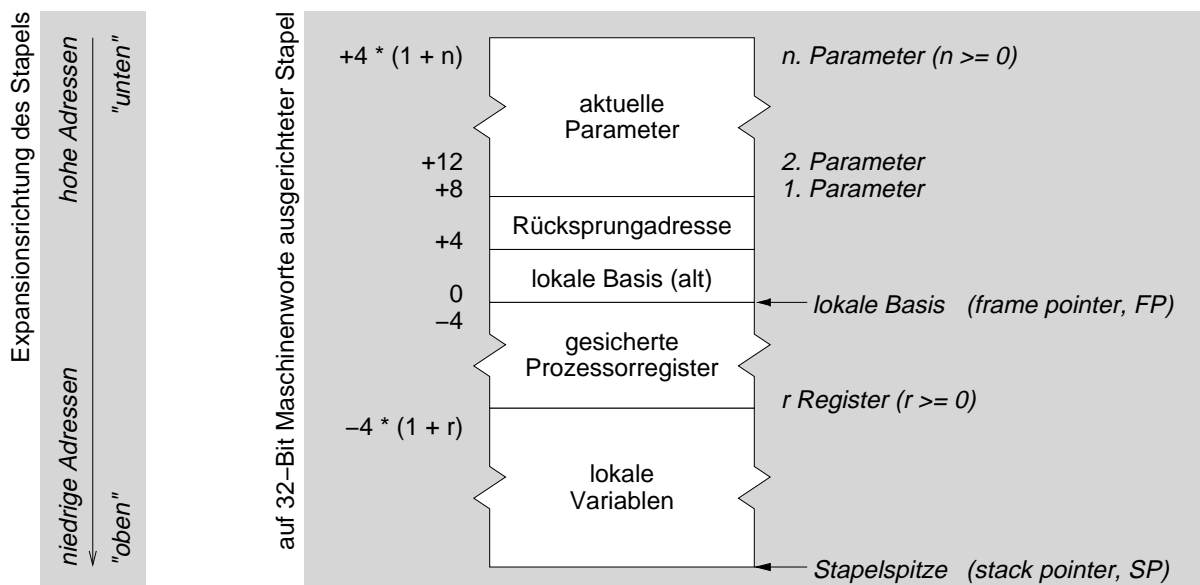 Expansionsrichtung des Stapels
hohe Adressen
niedrige Adressen
"unten"
"oben"
auf 32−Bit Maschinenworte ausgerichteter Stapel
+4 * (1 + n)
n. Parameter (n >= 0)
aktuelle
Parameter
+12
2. Parameter
+8
1. Parameter
Rücksprungadresse
+4
lokale Basis (alt)
0
lokale Basis (frame pointer, FP)
−4
gesicherte
Prozessorregister
r Register (r >= 0)
−4 * (1 + r)
lokale
Variablen
Stapelspitze (stack pointer, SP)